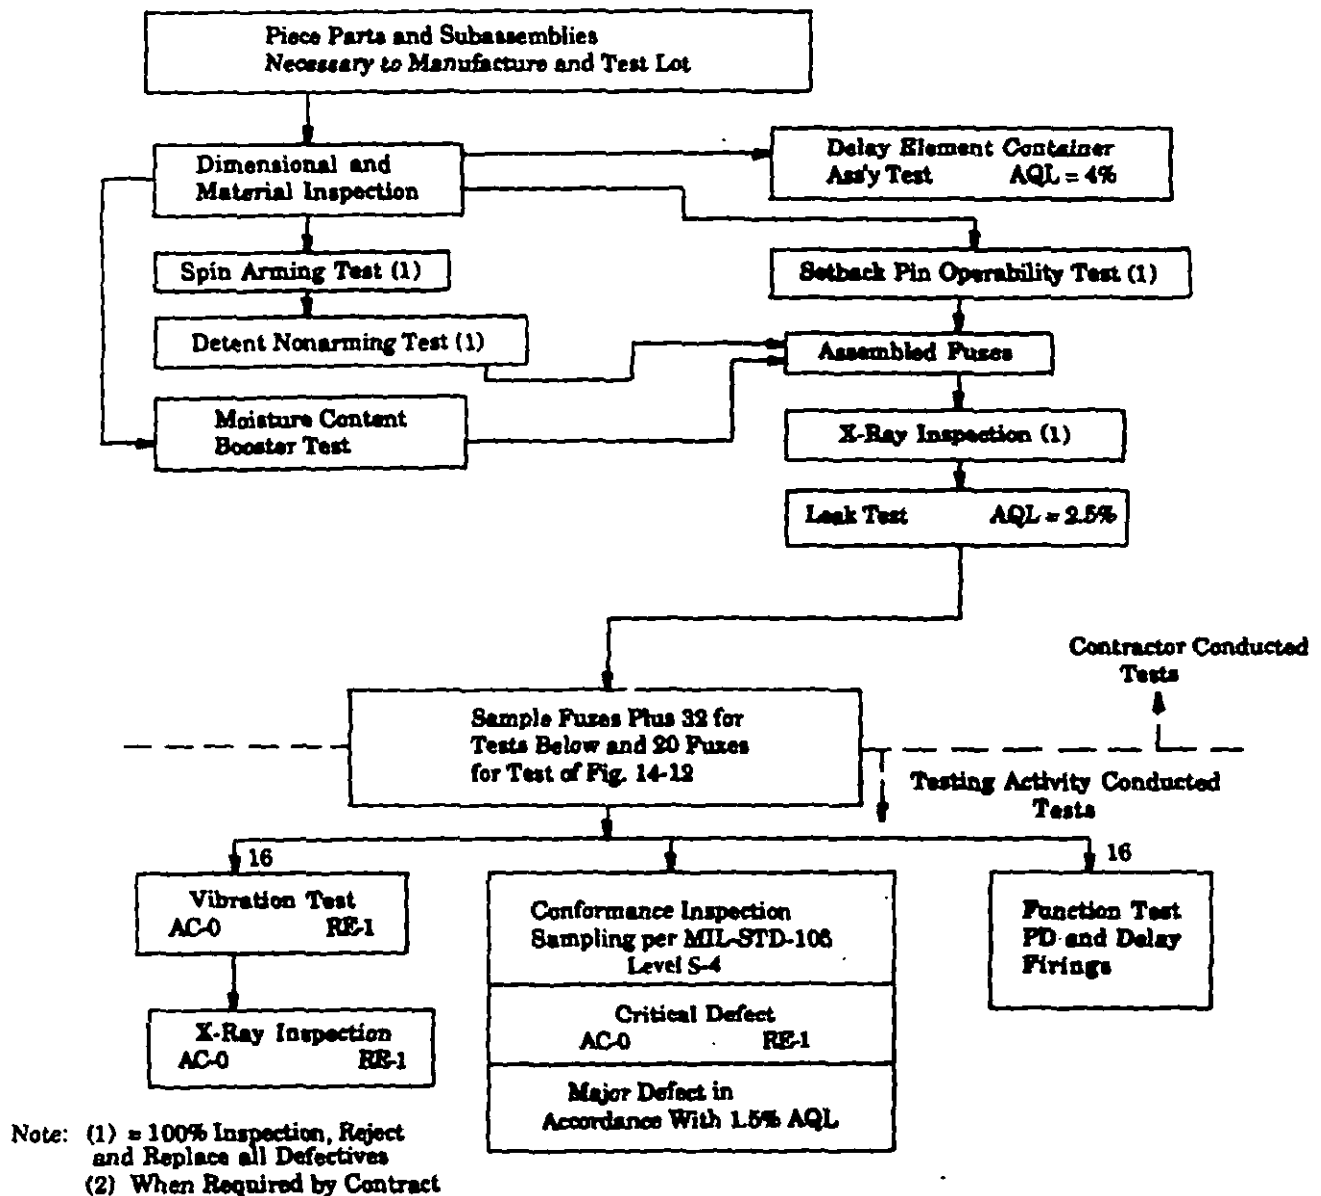 Piece Parts and Subassemblies
Necessary to Manufacture and Test Lot
Dimensional and
Material Inspection
Delay Element Container
Ass'y Test AQL = 4%
Spin Arming Test (1)
Setback Pin Operability Test (1)
Detent Nonarming Test (1)
Assembled Fuzes
Moisture Content
Booster Test
X-Ray Inspection (1)
Leak Test AQL = 2.5%
Contractor Conducted
Tests
Sample Fuzes Plus 32 for
Tests Below and 20 Fuzes
for Test of Fig. 14-12
Testing Activity Conducted
Tests
16
16
Vibration Test
AC-0 RE-1
Conformance Inspection
Sampling per MIL-STD-105
Level S-4
Function Test
PD and Delay
Firings
X-Ray Inspection
AC-0 RE-1
Critical Defect
AC-0 RE-1
Major Defect in
Accordance With 1.5% AQL
Note: (1) = 100% Inspection, Reject
and Replace all Defectives
(2) When Required by Contract